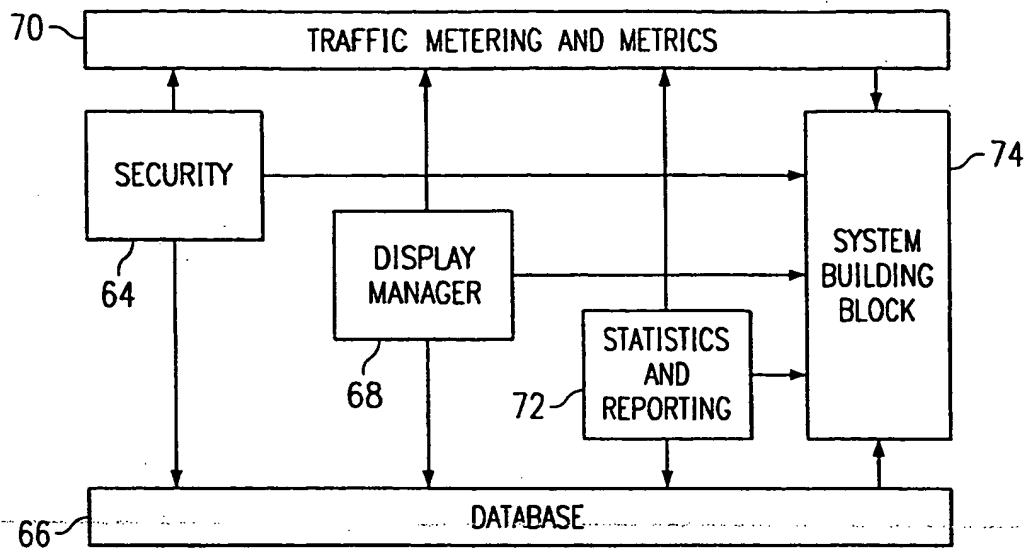 70
TRAFFIC METERING AND METRICS
SECURITY
64
74
DISPLAY
MANAGER
68
SYSTEM
BUILDING
BLOCK
STATISTICS
AND
REPORTING
72
DATABASE
66